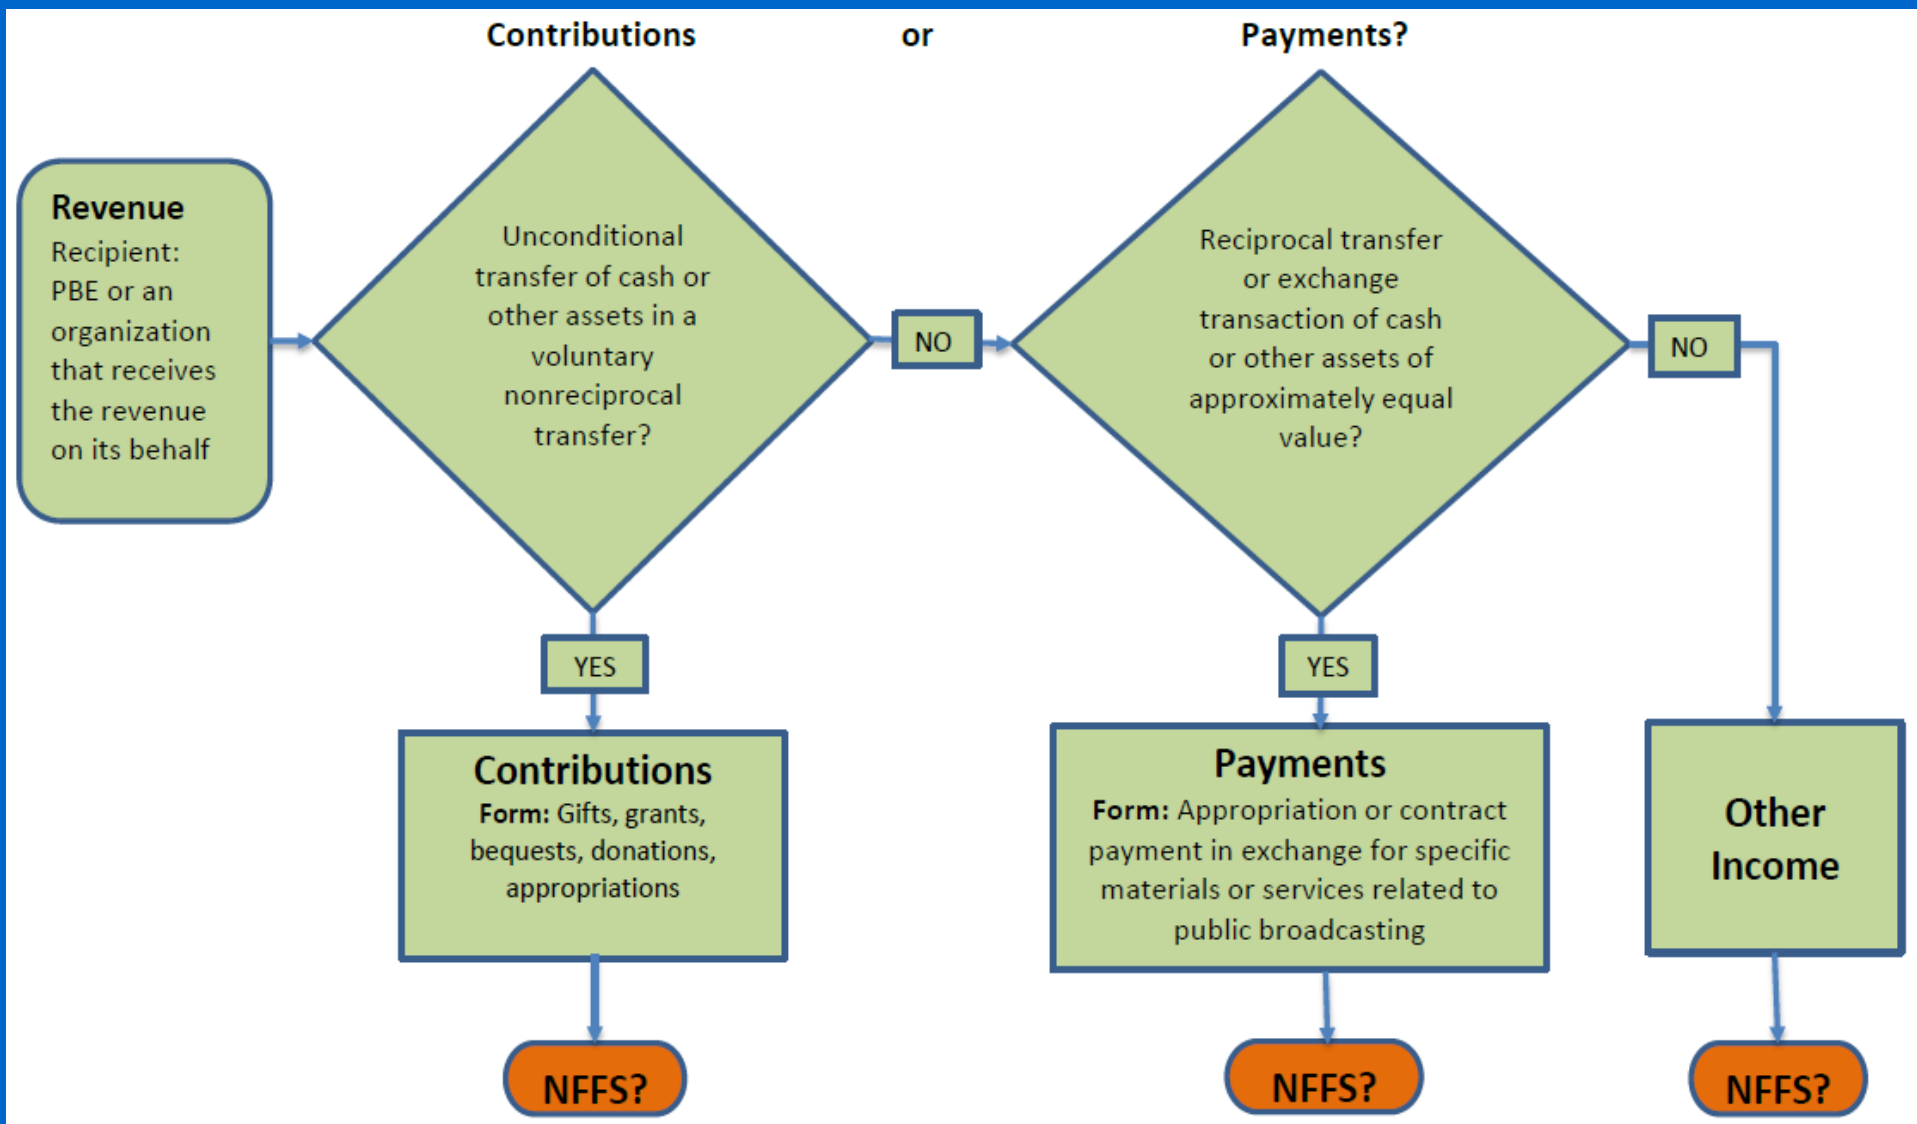 Contributions or Payments?
Revenue
Recipient:
PBE or an
organization
that receives
the revenue
on its behalf
Unconditional
transfer of cash or
other assets in a
voluntary
nonreciprocal
transfer?
NO
Reciprocal transfer
or exchange
transaction of cash
or other assets of
approximately equal
value?
NO
YES
YES
Contributions
Form: Gifts, grants,
bequests, donations,
appropriations
Payments
Form: Appropriation or contract
payment in exchange for specific
materials or services related to
public broadcasting
Other
Income
NFFS?
NFFS?
NFFS?